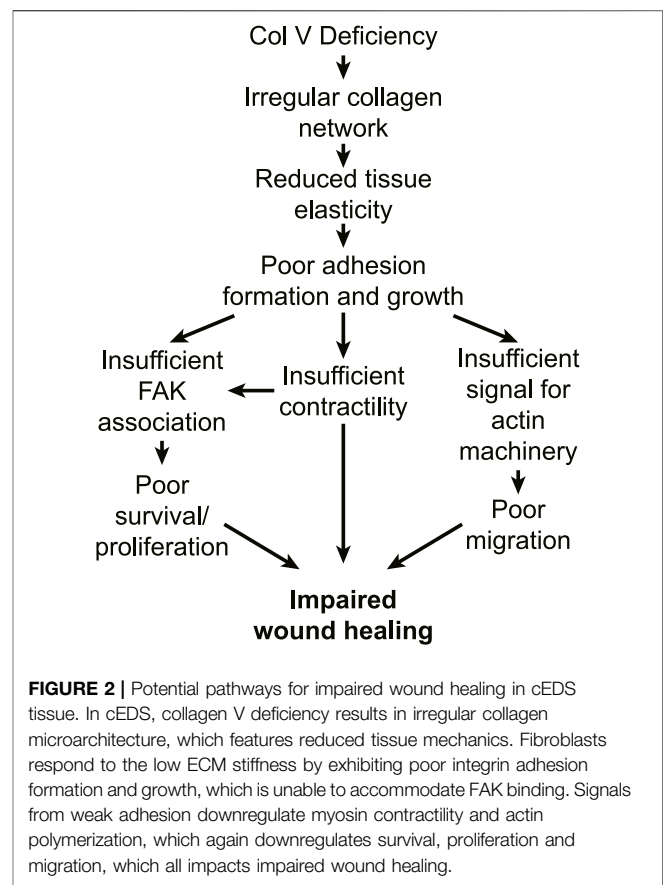 Col V Deficiency
Irregular collagen
network
Reduced tissue
elasticity
Poor adhesion
formation and growth
Insufficient
FAK
association
Insufficient
contractility
Insufficient
signal for
actin
machinery
Poor
survival/
proliferation
Poor
migration
Impaired
wound healing
FIGURE 2 | Potential pathways for impaired wound healing in cEDS
tissue. In cEDS, collagen V deficiency results in irregular collagen
microarchitecture, which features reduced tissue mechanics. Fibroblasts
respond to the low ECM stiffness by exhibiting poor integrin adhesion
formation and growth, which is unable to accommodate FAK binding. Signals
from weak adhesion downregulate myosin contractility and actin
polymerization, which again downregulates survival, proliferation and
migration, which all impacts impaired wound healing.